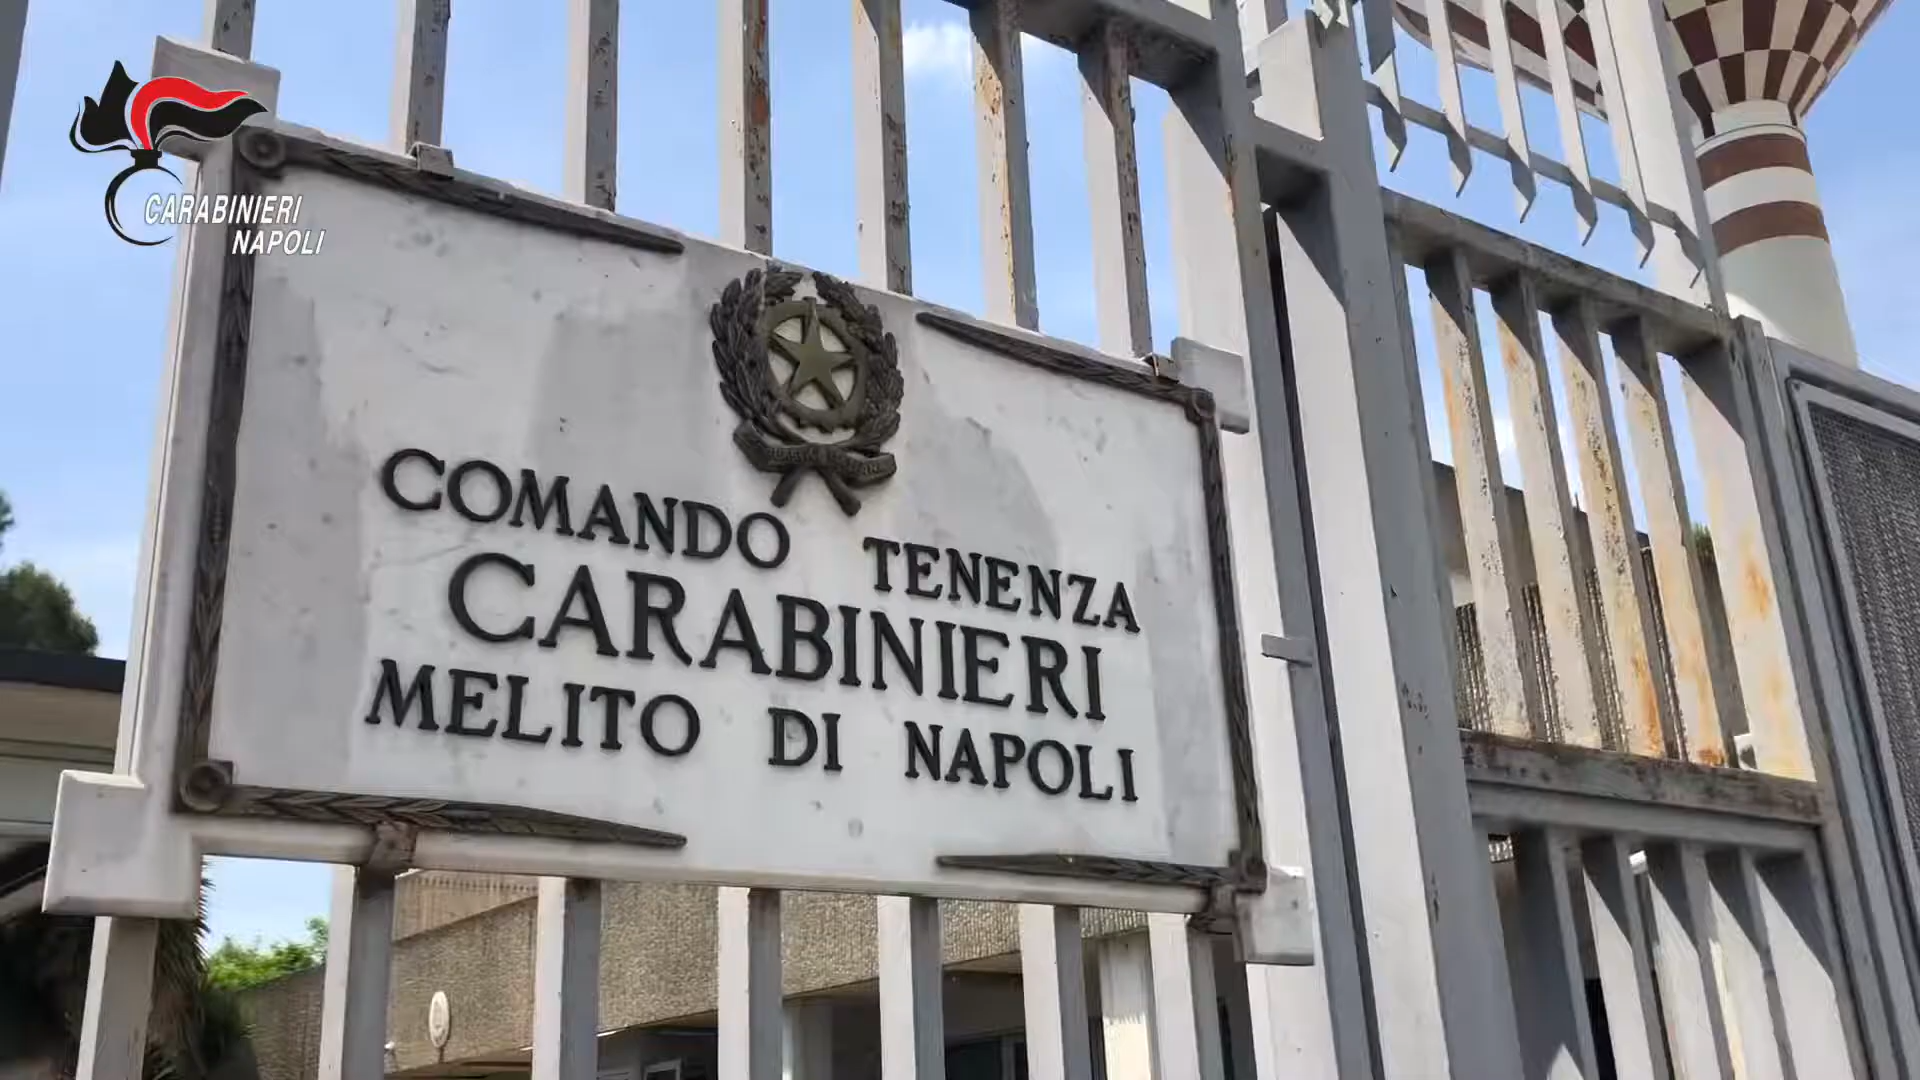 CARABINIERI
NAPOLI
COMANDO TENENZA
CARABINIERI
MELITO DI NAPOLI